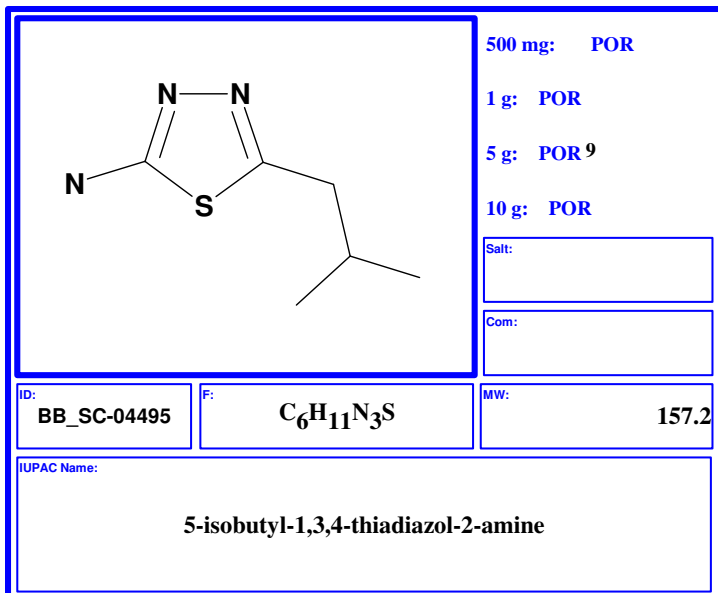 N N
N
S
500 mg: POR
1 g: POR
5 g: POR 9
10 g: POR
Salt:
Com:
ID:
BB_SC-04495
F:
C6H11N3S
MW:
157.2
IUPAC Name:
5-isobutyl-1,3,4-thiadiazol-2-amine